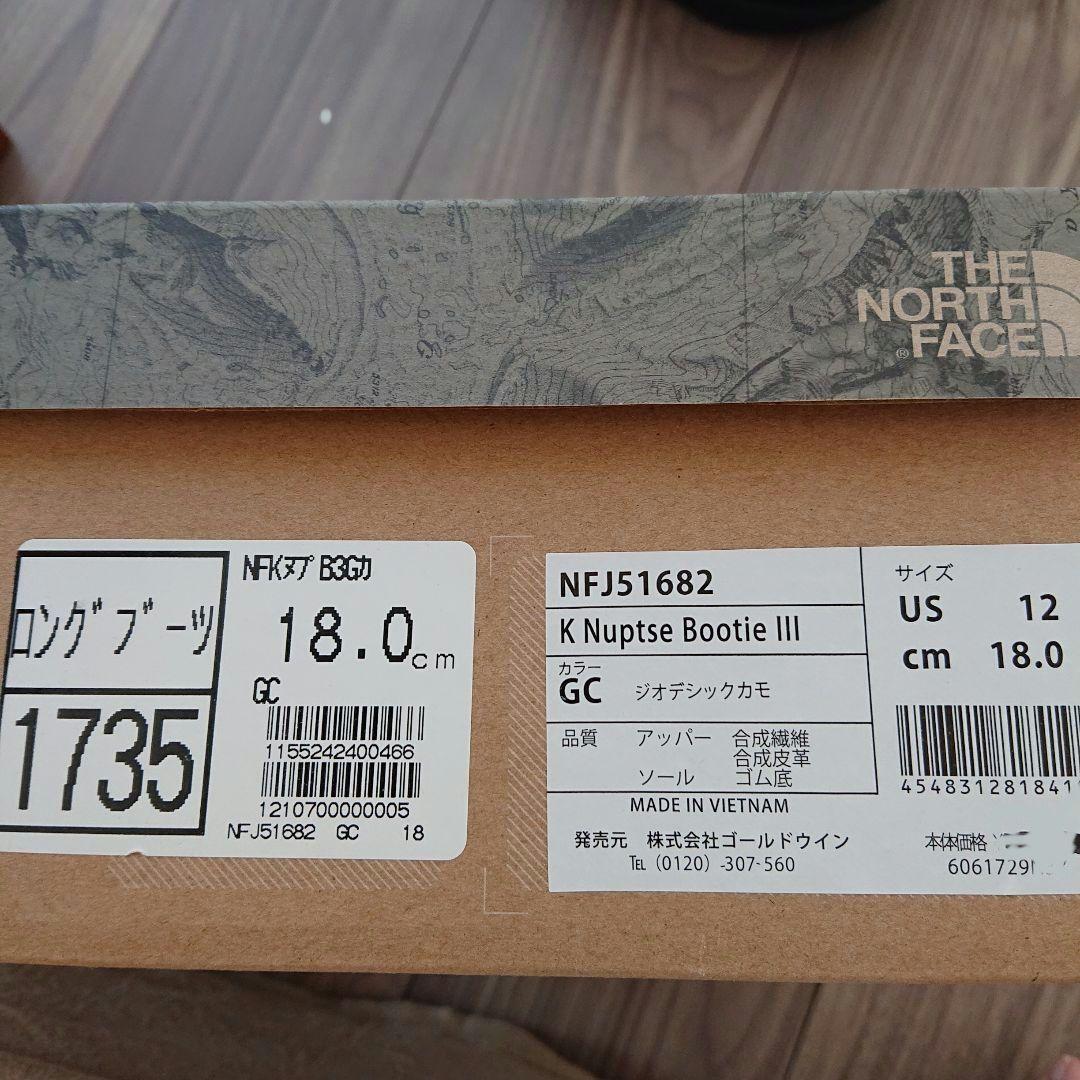 THE
NORTH
FACE
®
ロングブーツ
1735
NFKヌプ B3Gカ
18.0cm
GC
1155242400466
1210700000005
NFJ51682 GC 18
NFJ51682
K Nuptse Bootie III
カラー
GC ジオデシックカモ
品質 アッパー 合成繊維
合成皮革
ソール ゴム底
MADE IN VIETNAM
発売元 株式会社ゴールドウイン
TEL (0120) -307-560
サイズ
US 12
cm 18.0
本体価格